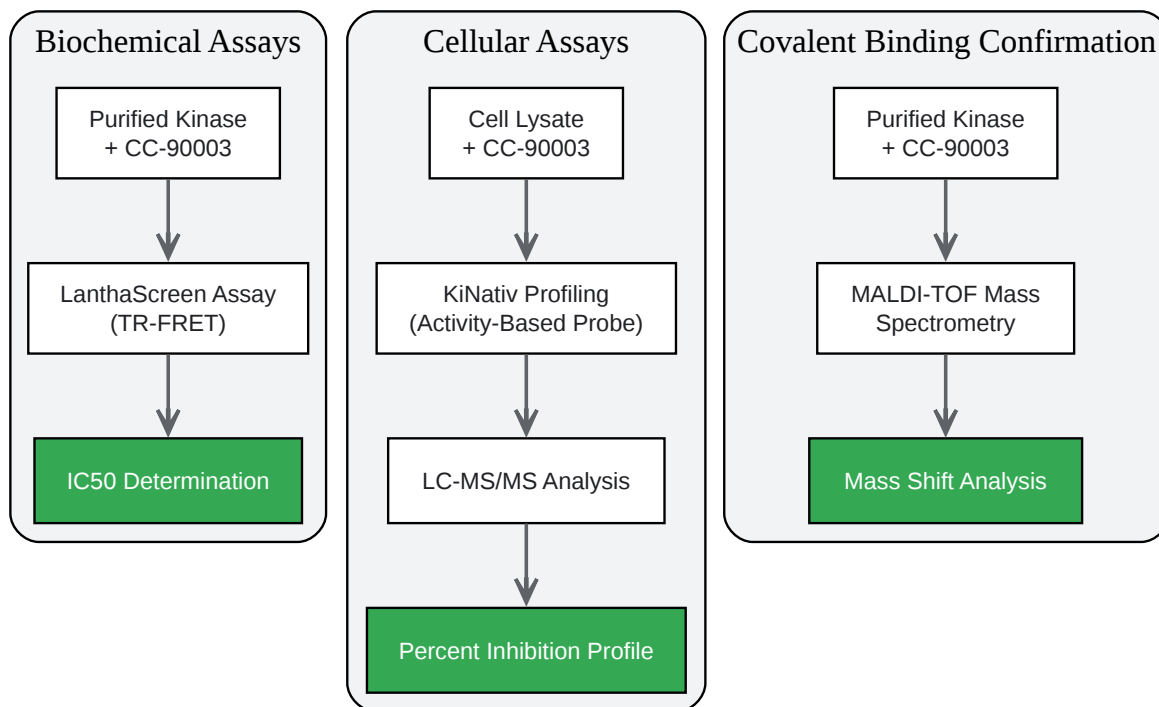 Biochemical Assays
Purified Kinase
+ CC-90003
LanthaScreen Assay
(TR-FRET)
IC50 Determination
Cellular Assays
Cell Lysate
+ CC-90003
KiNativ Profiling
(Activity-Based Probe)
LC-MS/MS Analysis
Percent Inhibition Profile
Covalent Binding Confirmation
Purified Kinase
+ CC-90003
MALDI-TOF Mass
Spectrometry
Mass Shift Analysis